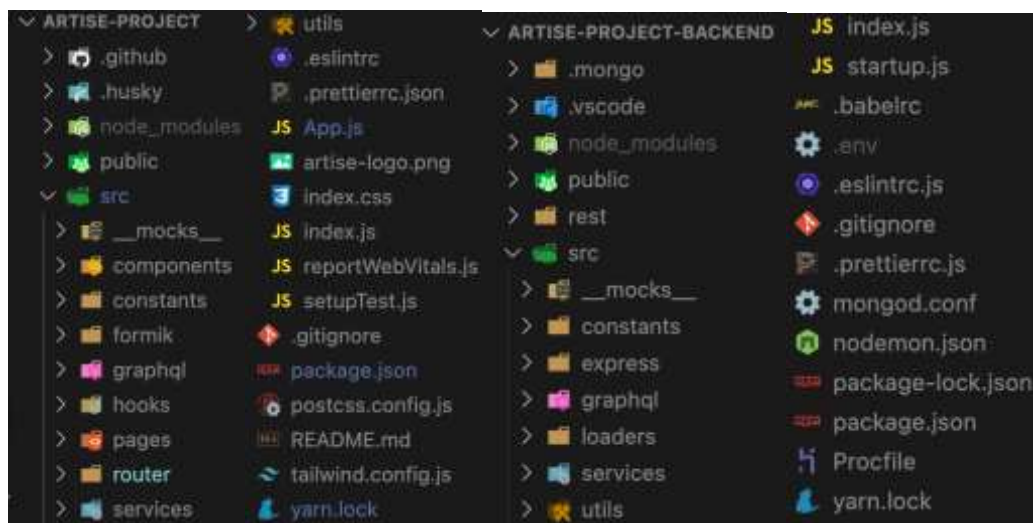 ARTISE-PROJECT
.github
.husky
node_modules
public
src
__mocks__
components
constants
formik
graphql
hooks
pages
router
services
utils
.eslintrc
.prettierrc.json
JS App.js
artise-logo.png
index.css
JS index.js
JS reportWebVitals.js
JS setupTest.js
.gitignore
package.json
postcss.config.js
README.md
tailwind.config.js
yarn.lock
ARTISE-PROJECT-BACKEND
.mongo
.vscode
node_modules
public
rest
src
__mocks__
constants
express
graphql
loaders
services
utils
JS index.js
JS startup.js
.babelrc
.env
.eslintrc.js
.gitignore
.prettierrc.js
mongod.conf
nodemon.json
package-lock.json
package.json
Procfile
yarn.lock